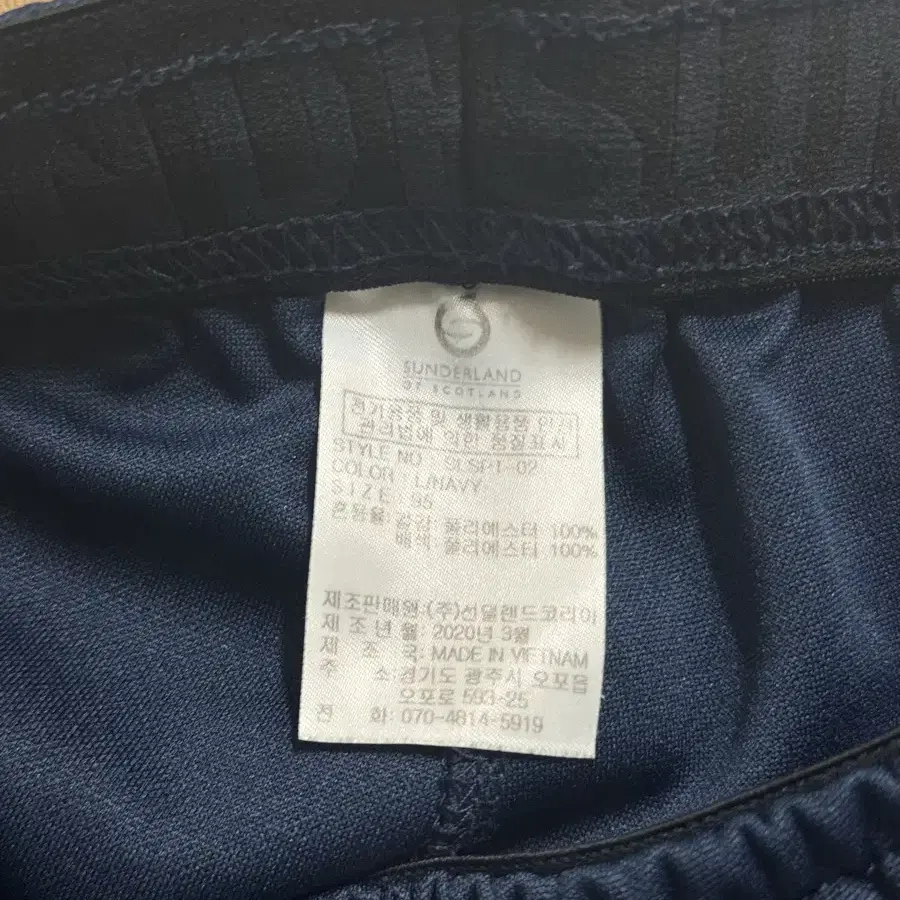 SUNDERLAND
OF SCOTLAND
전기용품 및 생활용품 안전
관리법에 의한 품질표시
STYLE NO : SLSP1-02
COLOR : L/NAVY
SIZE : 95
혼용율: 겉감 폴리에스터 100%
배색 폴리에스터 100%
제조판매원:(주)선덜랜드코리아
제조년월: 2020년 3월
제조국: MADE IN VIETNAM
주소:경기도 광주시 오포읍
오포로 593-25
전화: 070-4814-5919